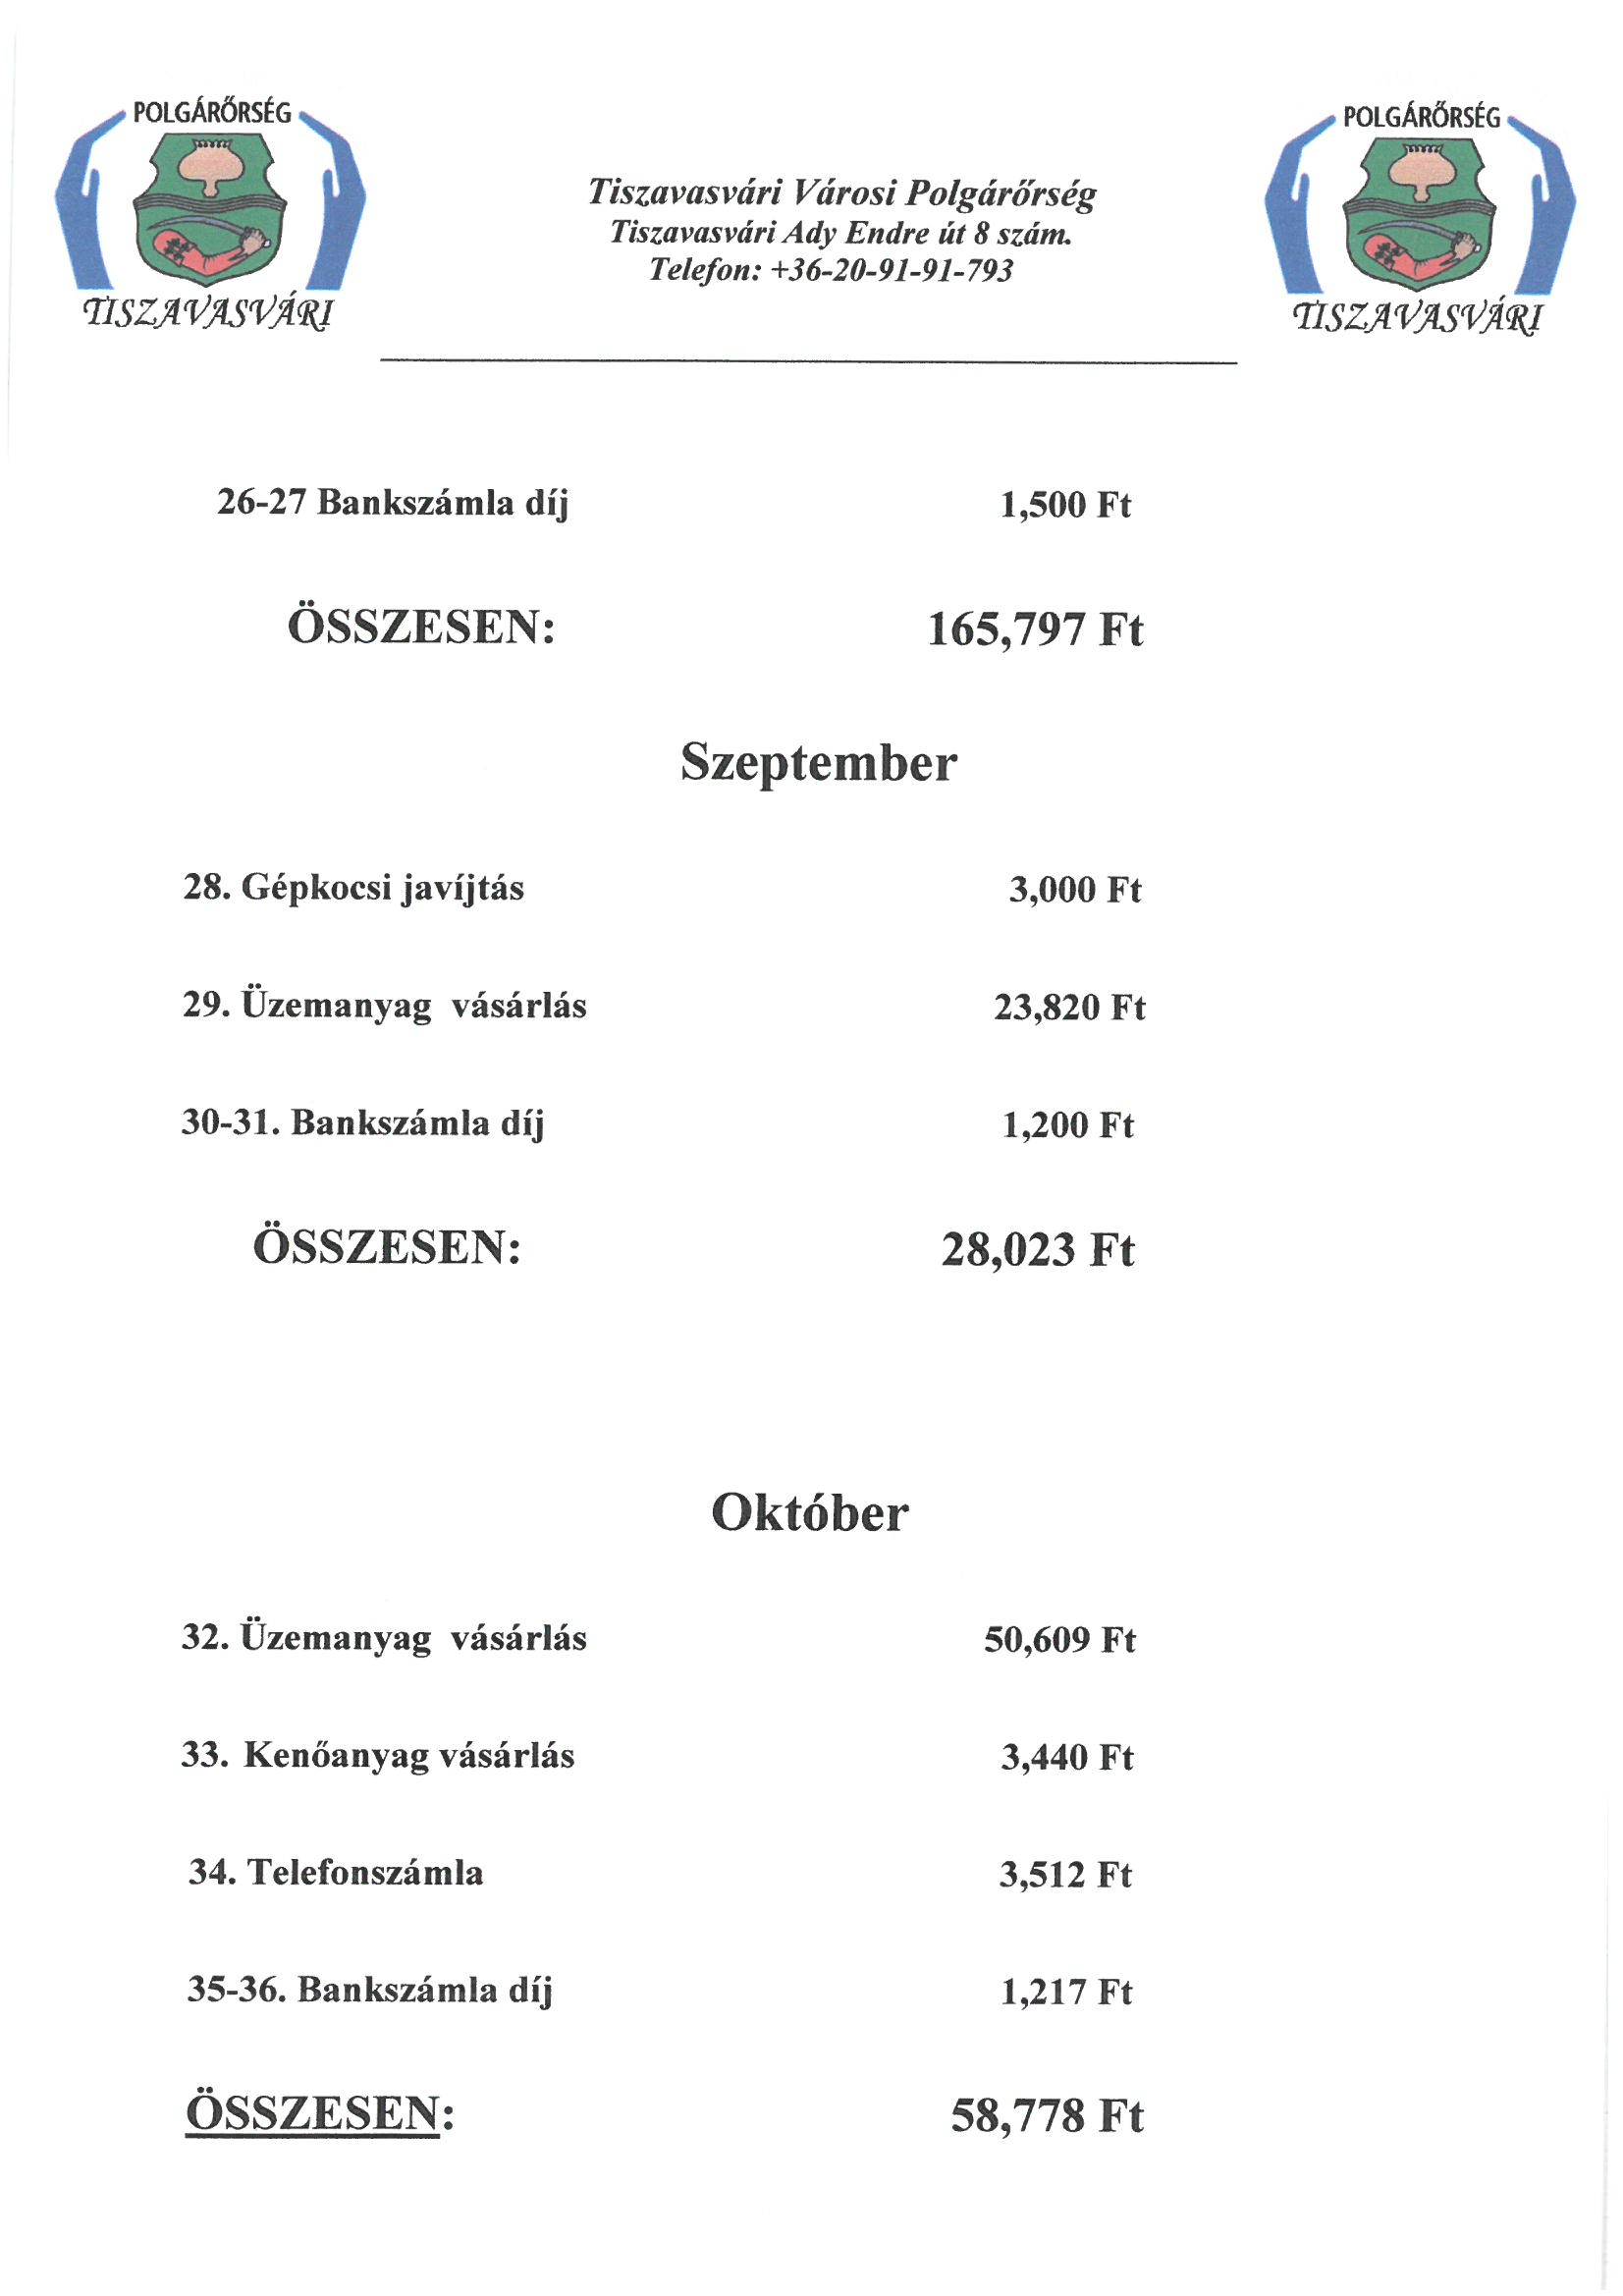 POLGÁRŐRSÉG
TISZAVASVÁRI
Tiszavasvári Városi Polgárőrség
Tiszavasvári Ady Endre út 8 szám.
Telefon: +36-20-91-91-793
POLGÁRŐRSÉG
TISZAVASVÁRI
26-27 Bankszámla díj 1,500 Ft
ÖSSZESEN: 165,797 Ft
Szeptember
28. Gépkocsi javíjtás 3,000 Ft
29. Üzemanyag vásárlás 23,820 Ft
30-31. Bankszámla díj 1,200 Ft
ÖSSZESEN: 28,023 Ft
Október
32. Üzemanyag vásárlás 50,609 Ft
33. Kenőanyag vásárlás 3,440 Ft
34. Telefonszámla 3,512 Ft
35-36. Bankszámla díj 1,217 Ft
ÖSSZESEN: 58,778 Ft